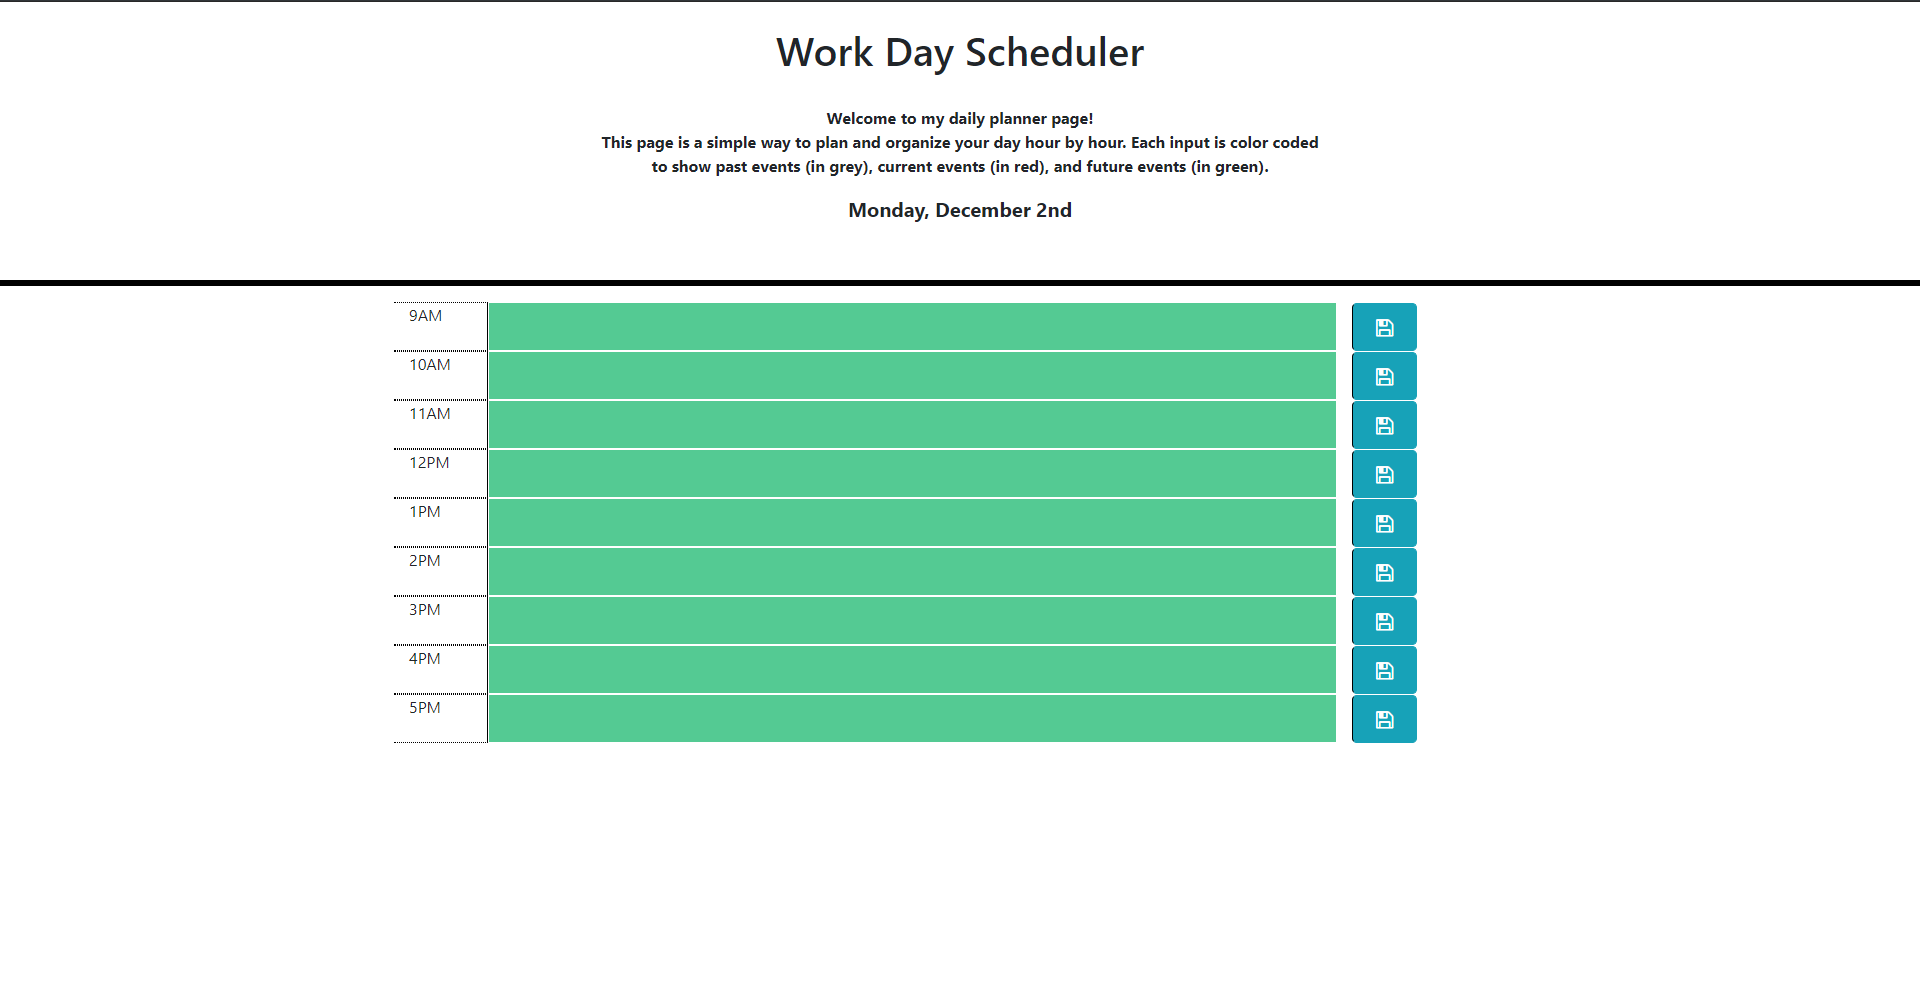 Work Day Scheduler
Welcome to my daily planner page!
This page is a simple way to plan and organize your day hour by hour. Each input is color coded
to show past events (in grey), current events (in red), and future events (in green).
Monday, December 2nd
9AM
10AM
11AM
12PM
1PM
2PM
3PM
4PM
5PM